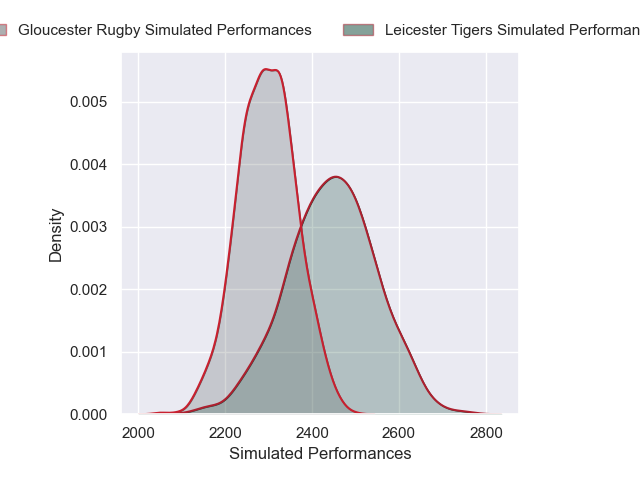 Gloucester Rugby Simulated Performances
Leicester Tigers Simulated
Density
0.005
0.004
0.003
0.002
0.001
0.000
2000 2200 2400 2600 2800
Simulated Performances